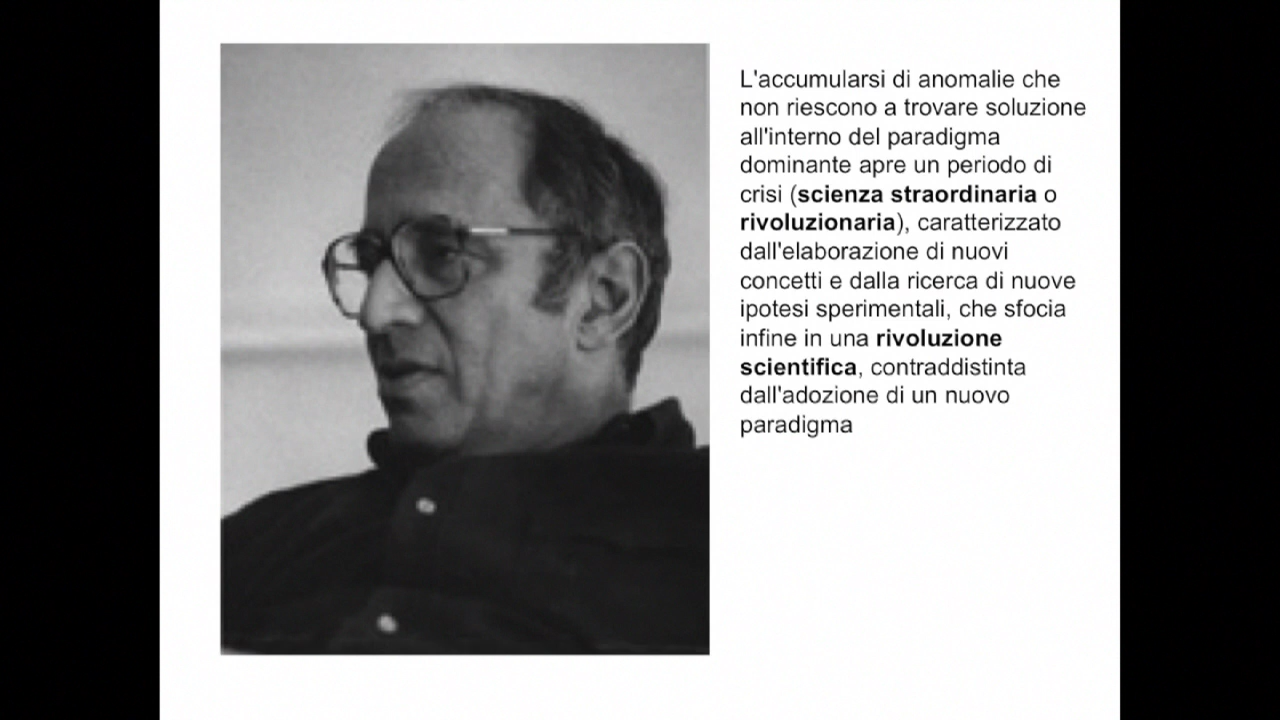 L'accumularsi di anomalie che
non riescono a trovare soluzione
all'interno del paradigma
dominante apre un periodo di
crisi (scienza straordinaria o
rivoluzionaria), caratterizzato
dall'elaborazione di nuovi
concetti e dalla ricerca di nuove
ipotesi sperimentali, che sfocia
infine in una rivoluzione
scientifica, contraddistinta
dall'adozione di un nuovo
paradigma